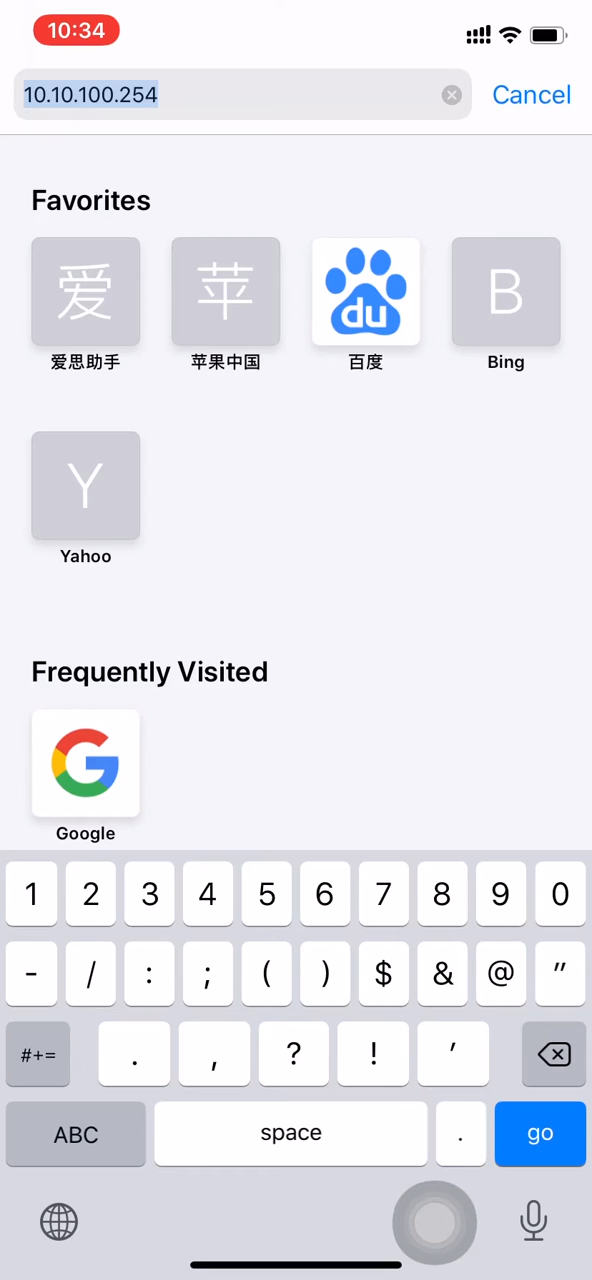 10:34
10.10.100.254 Cancel
Favorites
爱 苹 du B
爱思助手 苹果中国 百度 Bing
Y
Yahoo
Frequently Visited
G
Google
1 2 3 4 5 6 7 8 9 0
- / : ; ( ) $ & @ "
#+= . , ? ! ’
ABC space . go